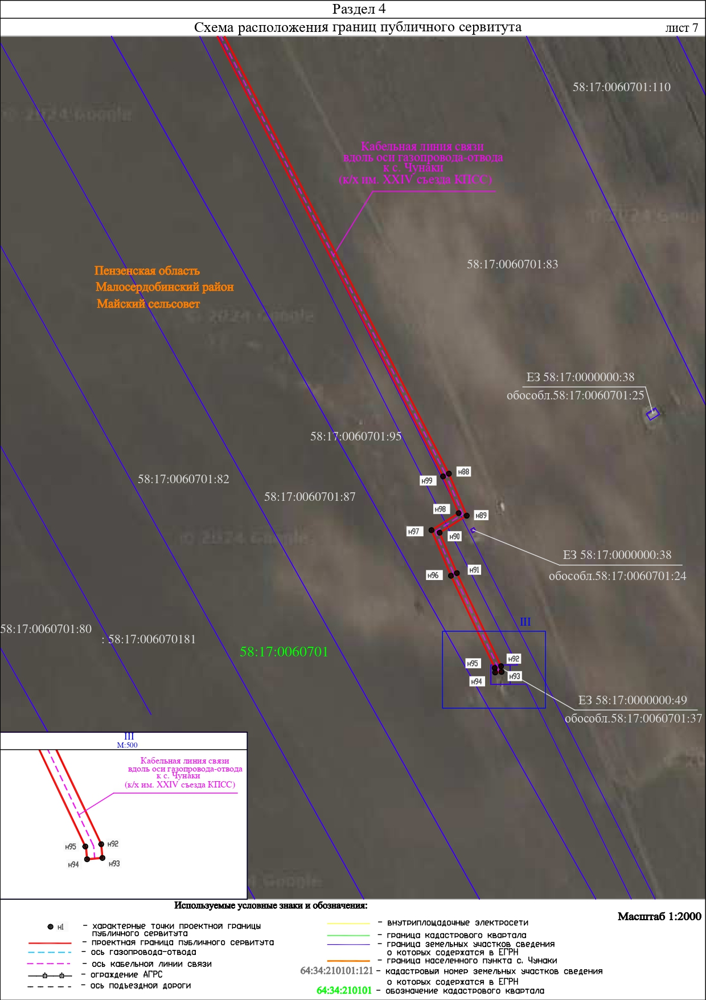 Раздел 4
Схема расположения границ публичного сервитута
лист 7
58:17:0060701:110
© 2024 Google
Кабельная линия связи
вдоль оси газопровода-отвода
к с. Чунаки
(к/х им. XXIV съезда КПСС)
58:17:0060701:83
Пензенская область
Малосердобинский район
Майский сельсовет
© 2024 Google
ЕЗ 58:17:0000000:38
обособл.58:17:0060701:25
58:17:0060701:95
58:17:0060701:82
58:17:0060701:87
н88
н99
н98
н89
н97
н90
© 2024 Google
ЕЗ 58:17:0000000:38
обособл.58:17:0060701:24
н91
н96
58:17:0060701:80
: 58:17:006070181
58:17:0060701
III
н92
н95
н93
н94
ЕЗ 58:17:0000000:49
обособл.58:17:0060701:37
III
М:500
Кабельная линия связи
вдоль оси газопровода-отвода
к с. Чунаки
(к/х им. XXIV съезда КПСС)
н95
н92
н94
н93
Google
Используемые условные знаки и обозначения:
Масштаб 1:2000
н1 - характерные точки проектной границы
публичного сервитута
- проектная граница публичного сервитута
- ось газопровода-отвода
- ось кабельной линии связи
- ограждение АГРС
- ось подъездной дороги
- внутриплощадочные электросети
- граница кадастрового квартала
- граница земельных участков сведения
о которых содержатся в ЕГРН
- граница населенного пункта с. Чунаки
64:34:210101:121 - кадастровый номер земельных участков сведения
о которых содержатся в ЕГРН
64:34:210101 - обозначение кадастрового квартала